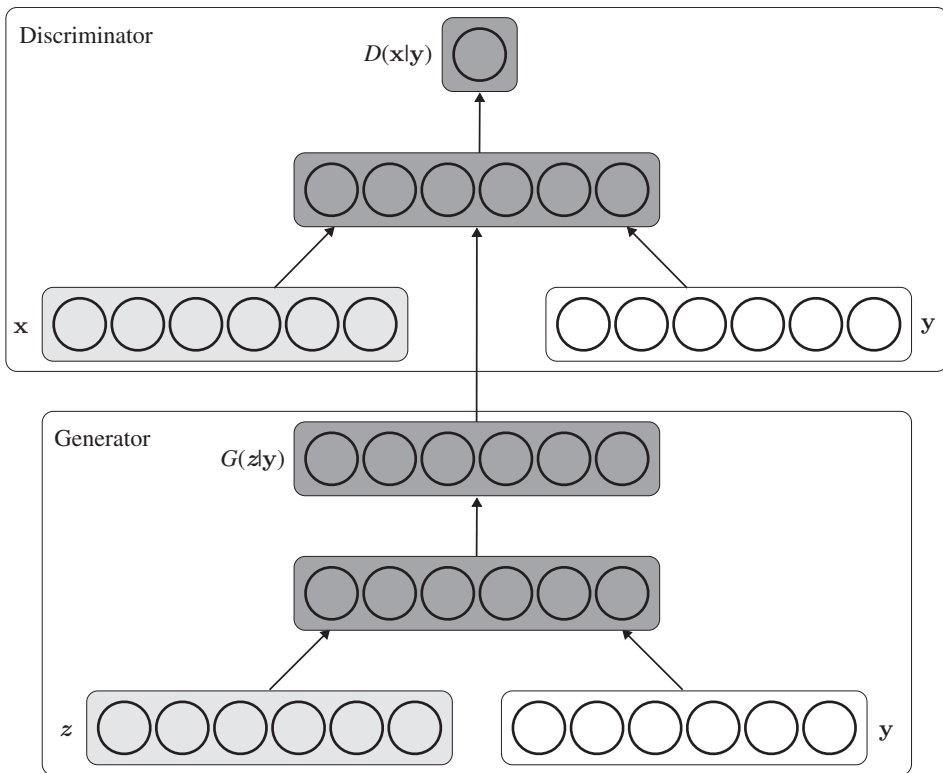 Discriminator
D(x|y)
x
y
Generator
G(z|y)
z
y